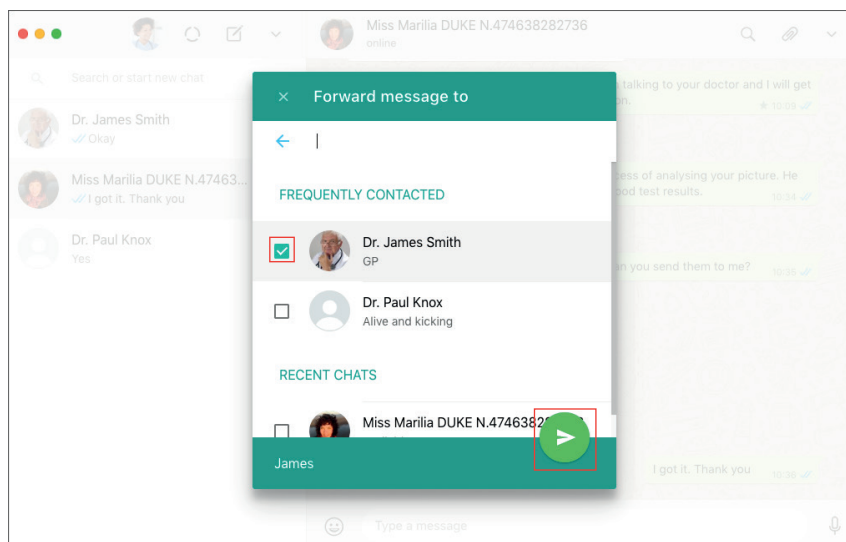 Miss Marilia DUKE N.474638282736
online
Search or start new chat
Dr. James Smith
Okay
Miss Marilia DUKE N.47463...
I got it. Thank you
Dr. Paul Knox
Yes
Forward message to
FREQUENTLY CONTACTED
Dr. James Smith
GP
Dr. Paul Knox
Alive and kicking
RECENT CHATS
Miss Marilia DUKE N.4746382
James
talking to your doctor and I will get
10:09
ess of analysing your picture. He
od test results.
10:24
an you send them to me?
10:35
I got it. Thank you
10:36
Type a message